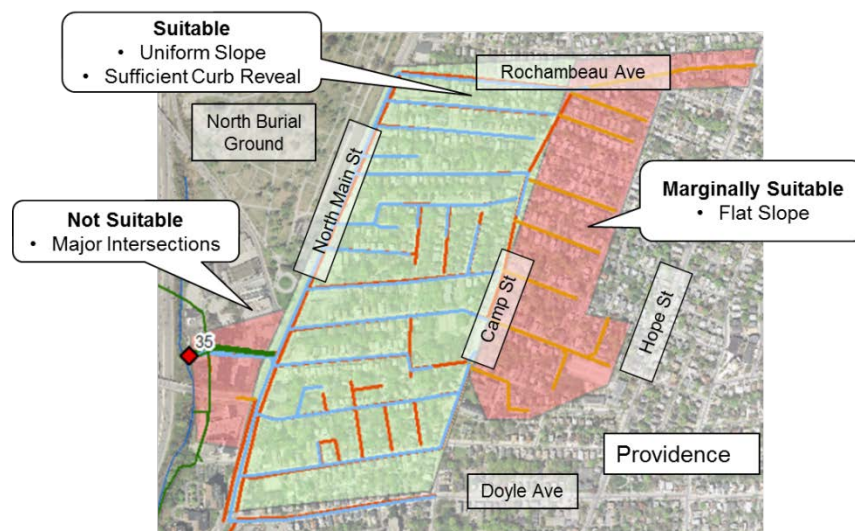 Suitable
• Uniform Slope
• Sufficient Curb Reveal
Rochambeau Ave
North Burial
Ground
North Main St
Marginally Suitable
• Flat Slope
Not Suitable
• Major Intersections
Camp St
Hope St
35
Providence
Doyle Ave